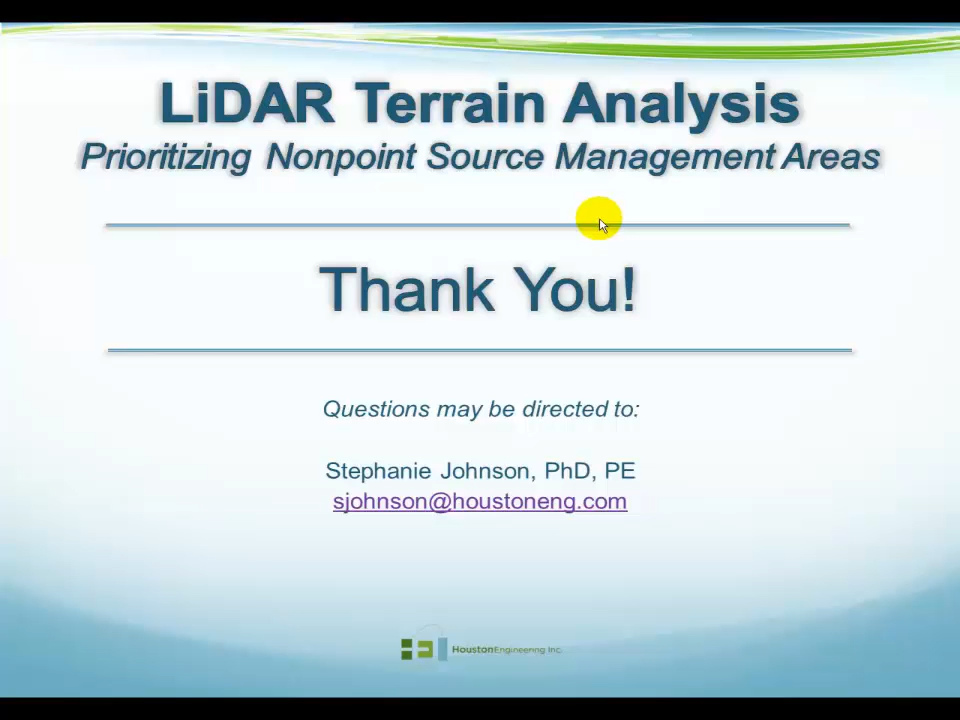 LiDAR Terrain Analysis
Prioritizing Nonpoint Source Management Areas
Thank You!
Questions may be directed to:
Stephanie Johnson, PhD, PE
sjohnson@houstoneng.com
HoustonEngineering Inc.